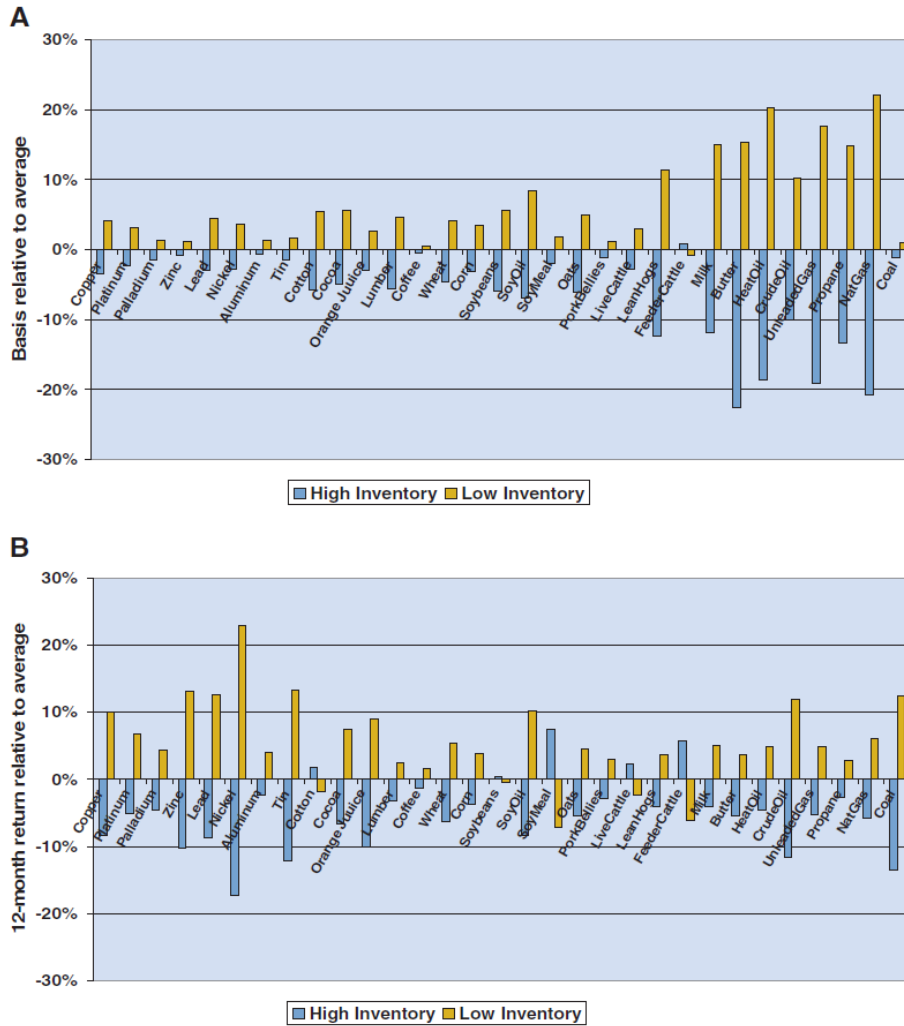 A
30%
20%
10%
0%
-10%
-20%
-30%
Basis relative to average
Copper
Platinum
Palladium
Zinc
Lead
Nickel
Aluminum
Tin
Cotton
Cocoa
Orange Juuice
Lumber
Coffee
Wheat
Corn
Soybeans
SoyOil
SoyMeal
Oats
PorkBellies
LiveCattle
LeanHogs
FeederCattle
Milk
Butter
HeatOil
CrudeOil
UnleadedGas
Propane
NatGas
Coal
High Inventory Low Inventory
B
30%
20%
10%
0%
-10%
-20%
-30%
12-month return relative to average
Copper
Platinum
Palladium
Zinc
Lead
Nickel
Aluminum
Tin
Cotton
Cocoa
Orange Juuice
Lumber
Coffee
Wheat
Corn
Soybeans
SoyOil
SoyMeal
Oats
PorkBellies
LiveCattle
LeanHogs
FeederCattle
Milk
Butter
HeatOil
CrudeOil
UnleadedGas
Propane
NatGas
Coal
High Inventory Low Inventory